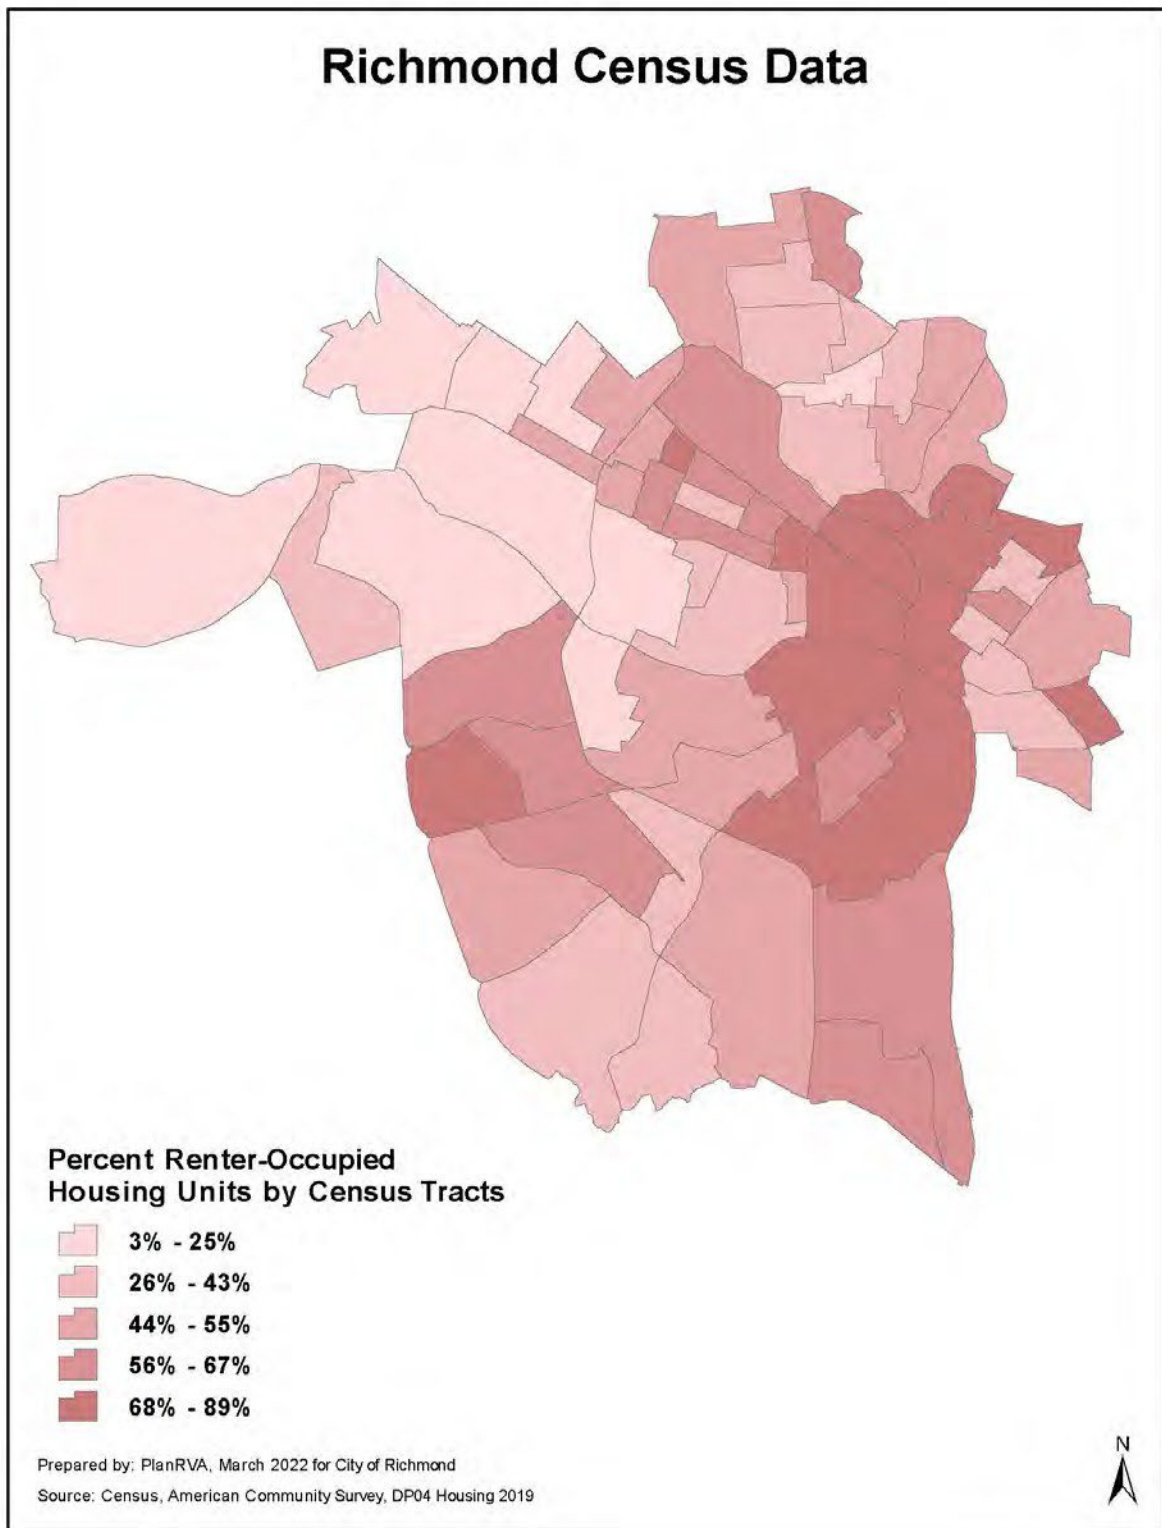 Richmond Census Data
Percent Renter-Occupied
Housing Units by Census Tracts
3% - 25%
26% - 43%
44% - 55%
56% - 67%
68% - 89%
Prepared by: PlanRVA, March 2022 for City of Richmond
Source: Census, American Community Survey, DP04 Housing 2019
N